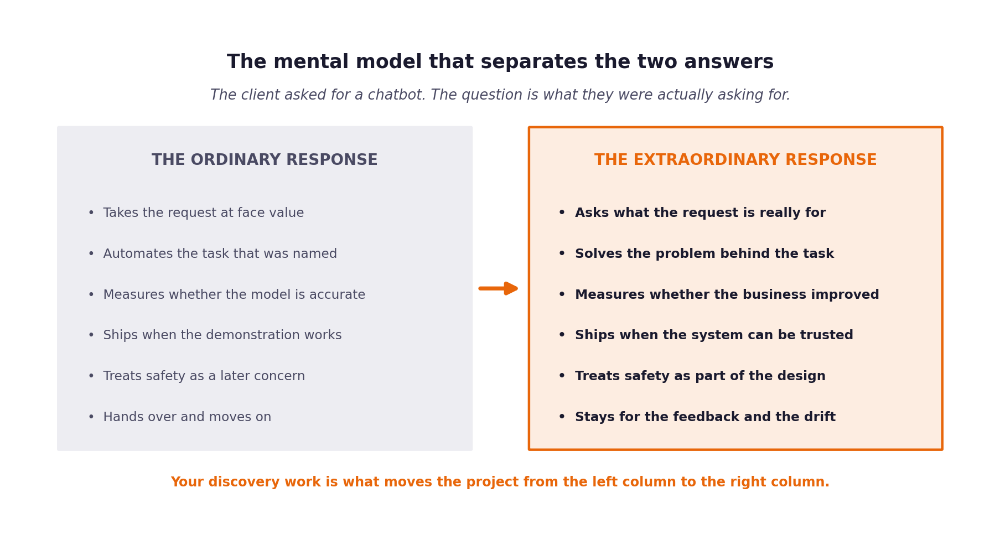 The mental model that separates the two answers
The client asked for a chatbot. The question is what they were actually asking for.
THE ORDINARY RESPONSE
• Takes the request at face value
• Automates the task that was named
• Measures whether the model is accurate
• Ships when the demonstration works
• Treats safety as a later concern
• Hands over and moves on
THE EXTRAORDINARY RESPONSE
• Asks what the request is really for
• Solves the problem behind the task
• Measures whether the business improved
• Ships when the system can be trusted
• Treats safety as part of the design
• Stays for the feedback and the drift
Your discovery work is what moves the project from the left column to the right column.